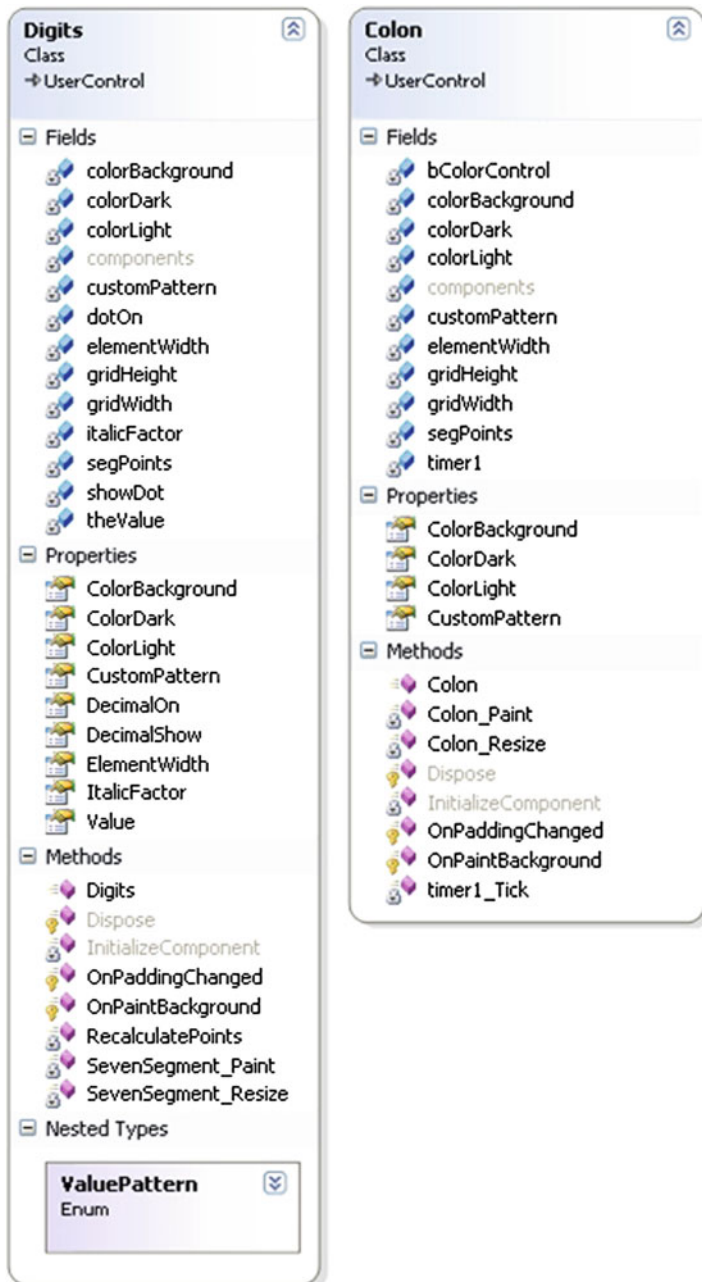 Digits
Class
UserControl
Fields
colorBackground
colorDark
colorLight
components
customPattern
dotOn
elementWidth
gridHeight
gridWidth
italicFactor
segPoints
showDot
theValue
Properties
ColorBackground
ColorDark
ColorLight
CustomPattern
DecimalOn
DecimalShow
ElementWidth
ItalicFactor
Value
Methods
Digits
Dispose
InitializeComponent
OnPaddingChanged
OnPaintBackground
RecalculatePoints
SevenSegment_Paint
SevenSegment_Resize
Nested Types
ValuePattern
Enum
Colon
Class
UserControl
Fields
bColorControl
colorBackground
colorDark
colorLight
components
customPattern
elementWidth
gridHeight
gridWidth
segPoints
timer1
Properties
ColorBackground
ColorDark
ColorLight
CustomPattern
Methods
Colon
Colon_Paint
Colon_Resize
Dispose
InitializeComponent
OnPaddingChanged
OnPaintBackground
timer1_Tick